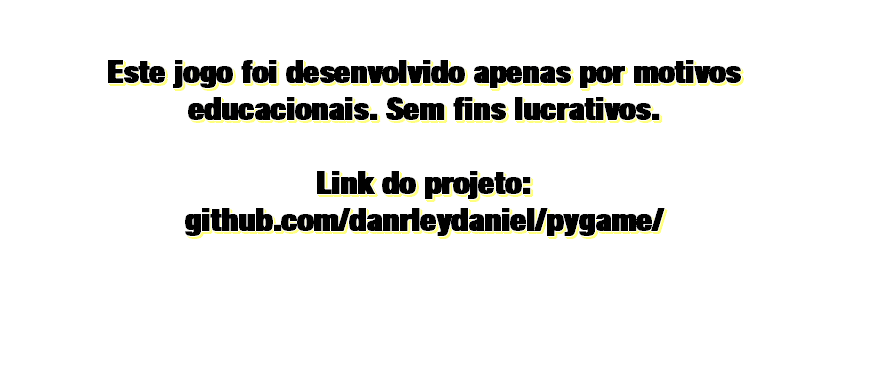 Este jogo foi desenvolvido apenas por motivos
educacionais. Sem fins lucrativos.
Link do projeto:
github.com/danrleydaniel/pygame/